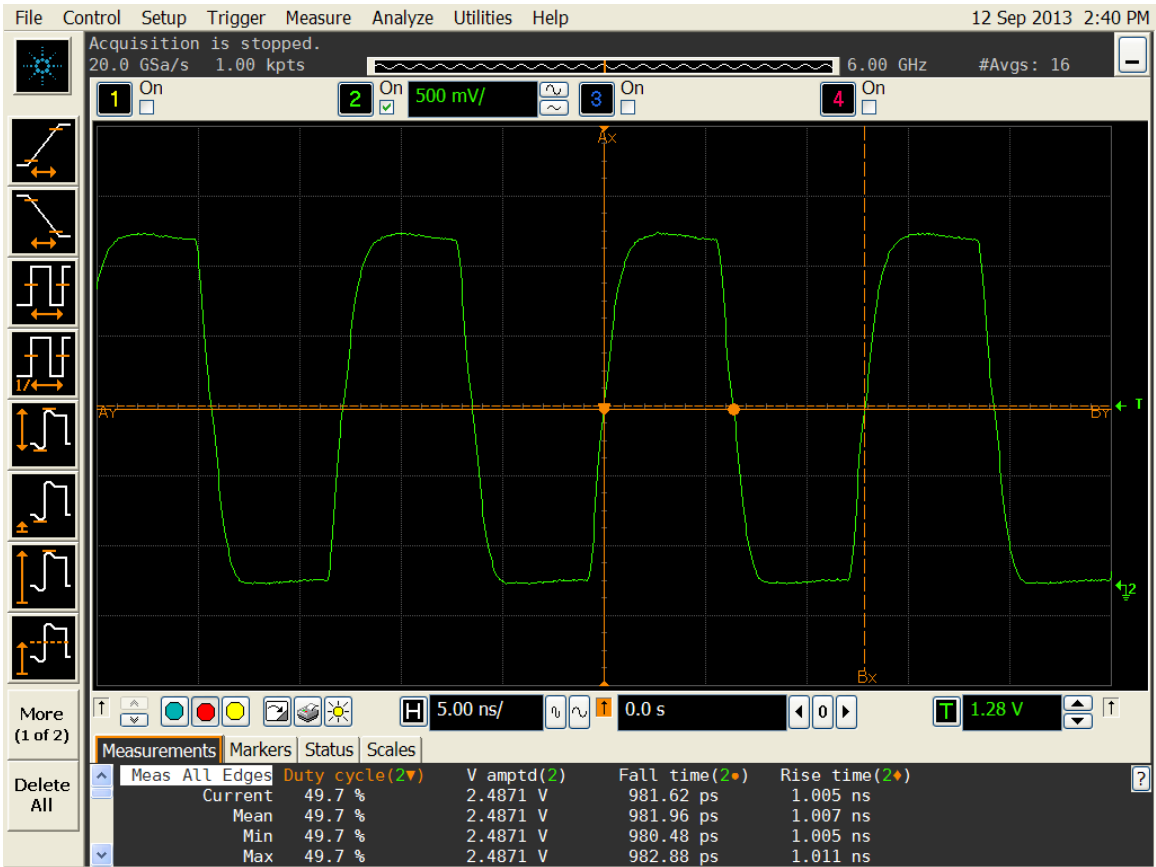 File Control Setup Trigger Measure Analyze Utilities Help 12 Sep 2013 2:40 PM
Acquisition is stopped.
20.0 GSa/s 1.00 kpts 6.00 GHz #Avgs: 16
1 On 2 On 500 mV/ 3 On 4 On
Ax
1/
AY BY T
2
Bx
More
(1 of 2)
Delete
All
H 5.00 ns/ 0.0 s 0 T 1.28 V
Measurements Markers Status Scales
Meas All Edges Duty cycle(2▼) V amptd(2) Fall time(2●) Rise time(2♦) ?
Current 49.7 % 2.4871 V 981.62 ps 1.005 ns
Mean 49.7 % 2.4871 V 981.96 ps 1.007 ns
Min 49.7 % 2.4871 V 980.48 ps 1.005 ns
Max 49.7 % 2.4871 V 982.88 ps 1.011 ns